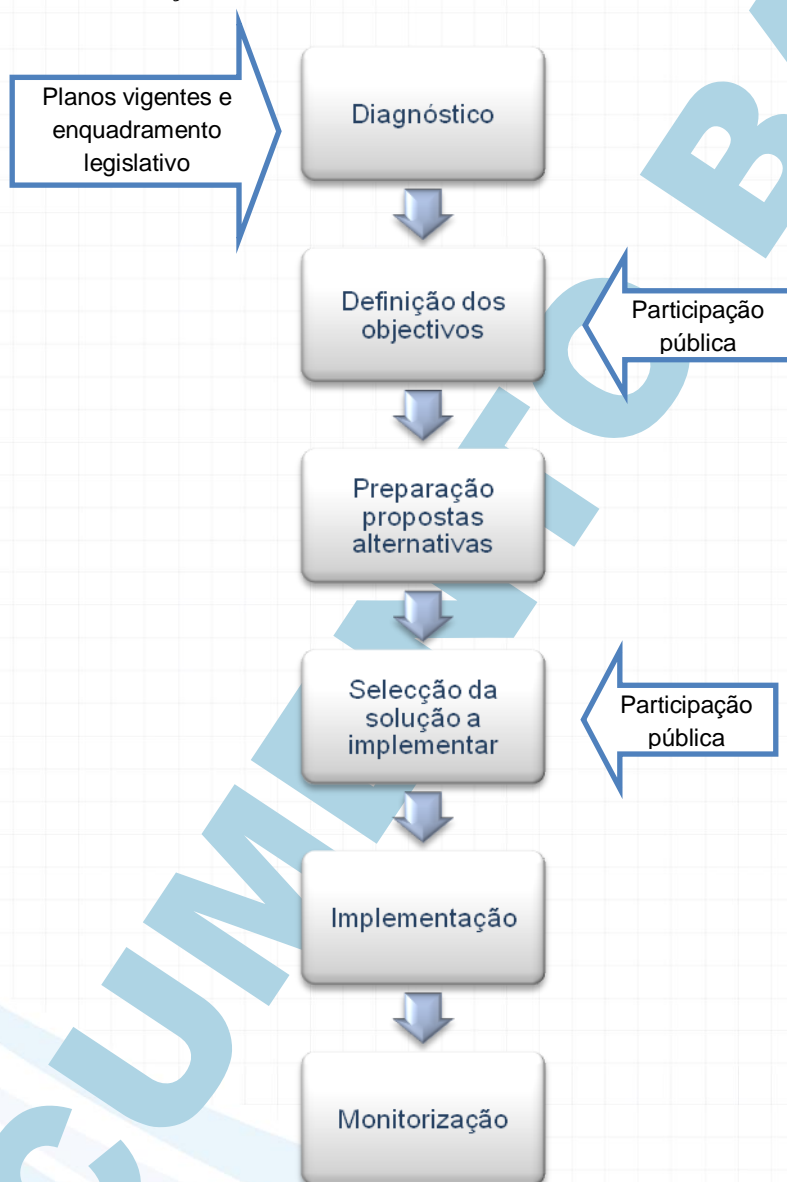 Planos vigentes e
enquadramento
legislativo
Diagnóstico
Definição dos
objectivos
Participação
pública
Preparação
propostas
alternativas
Selecção da
solução a
implementar
Participação
pública
Implementação
Monitorização